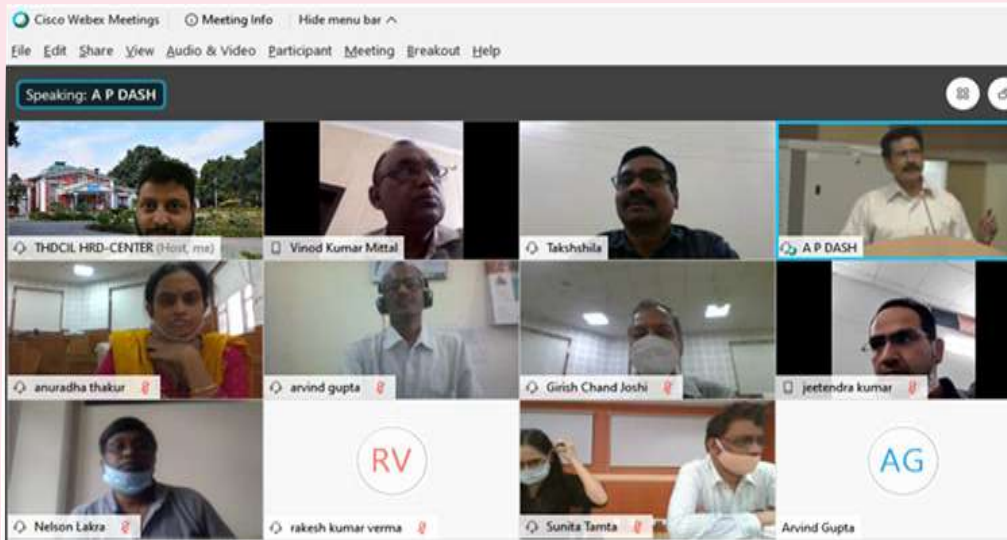 Cisco Webex Meetings Meeting Info Hide menu bar
File Edit Share View Audio & Video Participant Meeting Breakout Help
Speaking: A P DASH
THDCIL HRD-CENTER (Host, me) Vinod Kumar Mittal Takshshila A P DASH
anuradha thakur arvind gupta Girish Chand Joshi jeetendra kumar
RV AG
Nelson Lakra rakesh kumar verma Sunita Tamta Arvind Gupta